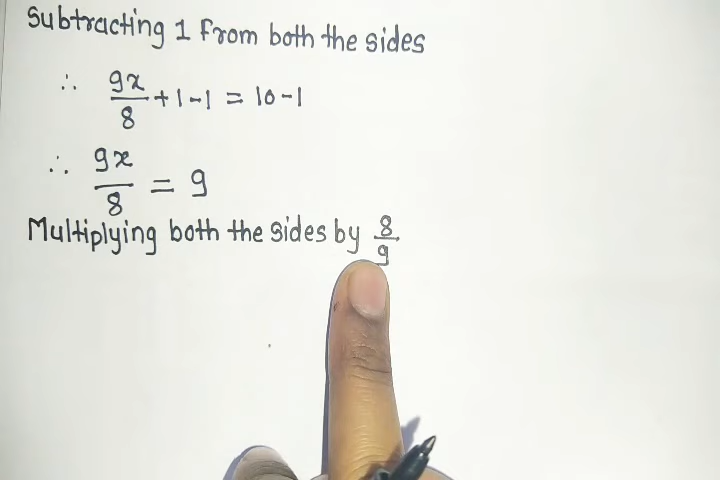 Subtracting 1 from both the sides
∴ 9x/8 + 1 - 1 = 10 - 1
∴ 9x/8 = 9
Multiplying both the sides by 8/9